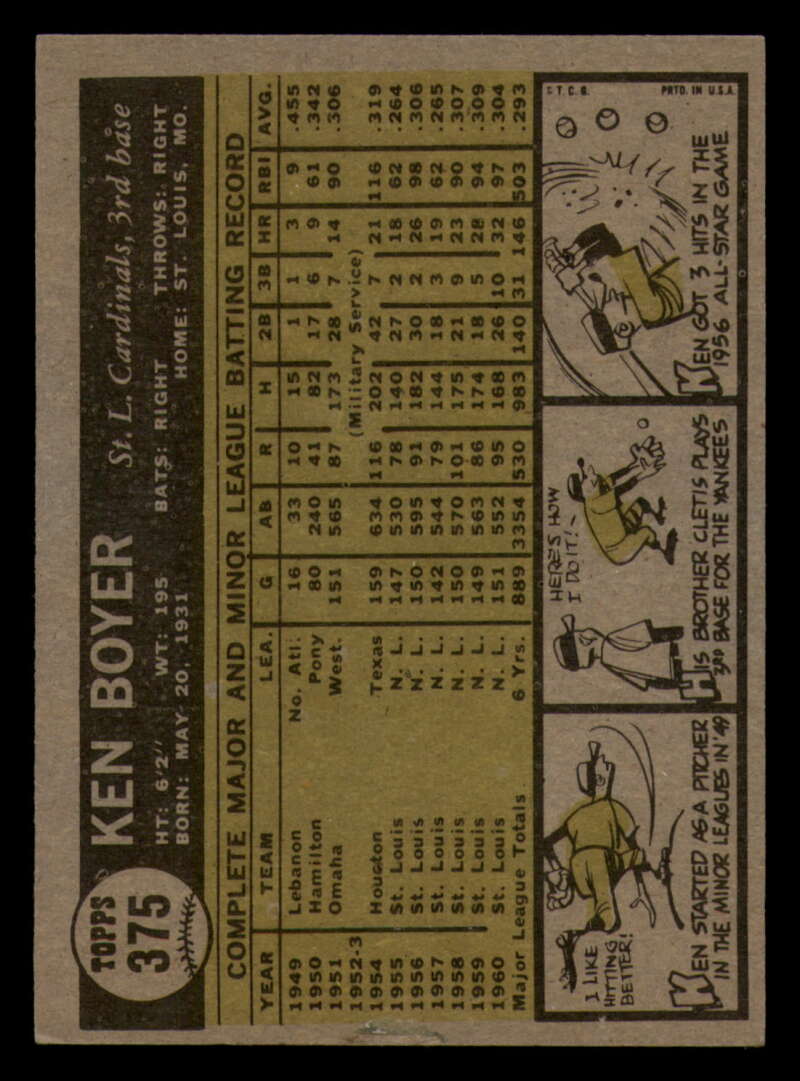 TOPPS
375
KEN BOYER St. L. Cardinals, 3rd base
HT: 6'2" WT: 195 BATS: RIGHT THROWS: RIGHT
BORN: MAY 20, 1931 HOME: ST. LOUIS, MO.
COMPLETE MAJOR AND MINOR LEAGUE BATTING RECORD
YEAR TEAM LEA. G AB R H 2B 3B HR RBI AVG.
1949 Lebanon No. Atl. 16 33 10 15 1 1 3 9 .455
1950 Hamilton Pony 80 240 41 82 17 6 9 61 .342
1951 Omaha West. 151 565 87 173 28 7 14 90 .306
1952-3 (Military Service)
1954 Houston Texas 159 634 116 202 42 7 21 116 .319
1955 St. Louis N. L. 147 530 78 140 27 2 18 62 .264
1956 St. Louis N. L. 150 595 91 182 30 2 26 98 .306
1957 St. Louis N. L. 142 544 79 144 18 3 19 62 .265
1958 St. Louis N. L. 150 570 101 175 21 9 23 90 .307
1959 St. Louis N. L. 149 563 86 174 18 5 28 94 .309
1960 St. Louis N. L. 151 552 95 168 26 10 32 97 .304
Major League Totals 6 Yrs. 889 3354 530 983 140 31 146 503 .293
I LIKE
HITTING
BETTER!
KEN STARTED AS A PITCHER
IN THE MINOR LEAGUES IN '49
HERE'S HOW
I DO IT!~
HIS BROTHER CLETIS PLAYS
3RD BASE FOR THE YANKEES
© T. C. G. PRTD. IN U.S.A.
KEN GOT 3 HITS IN THE
1956 ALL-STAR GAME